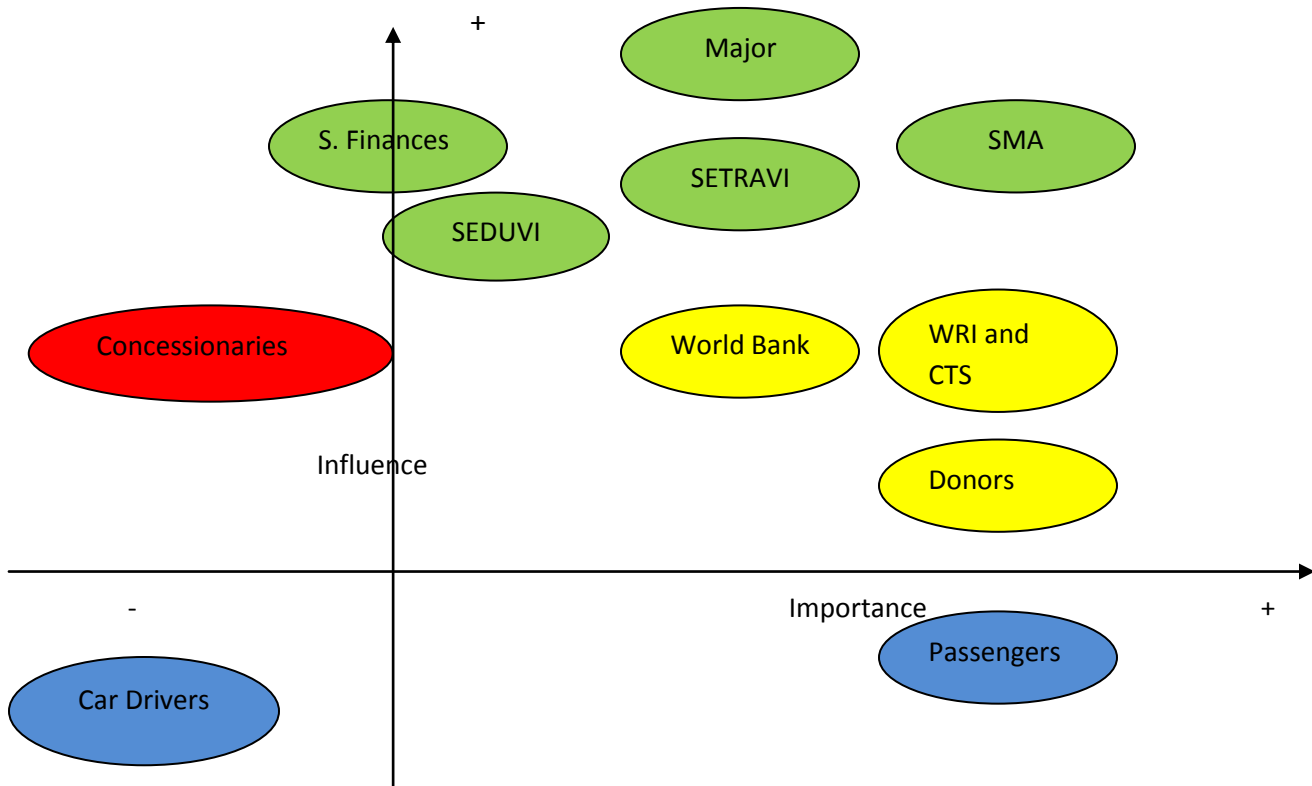 +
Major
S. Finances
SMA
SETRAVI
SEDUVI
Concessionaries
World Bank
WRI and
CTS
Influence
Donors
-
Importance
+
Passengers
Car Drivers